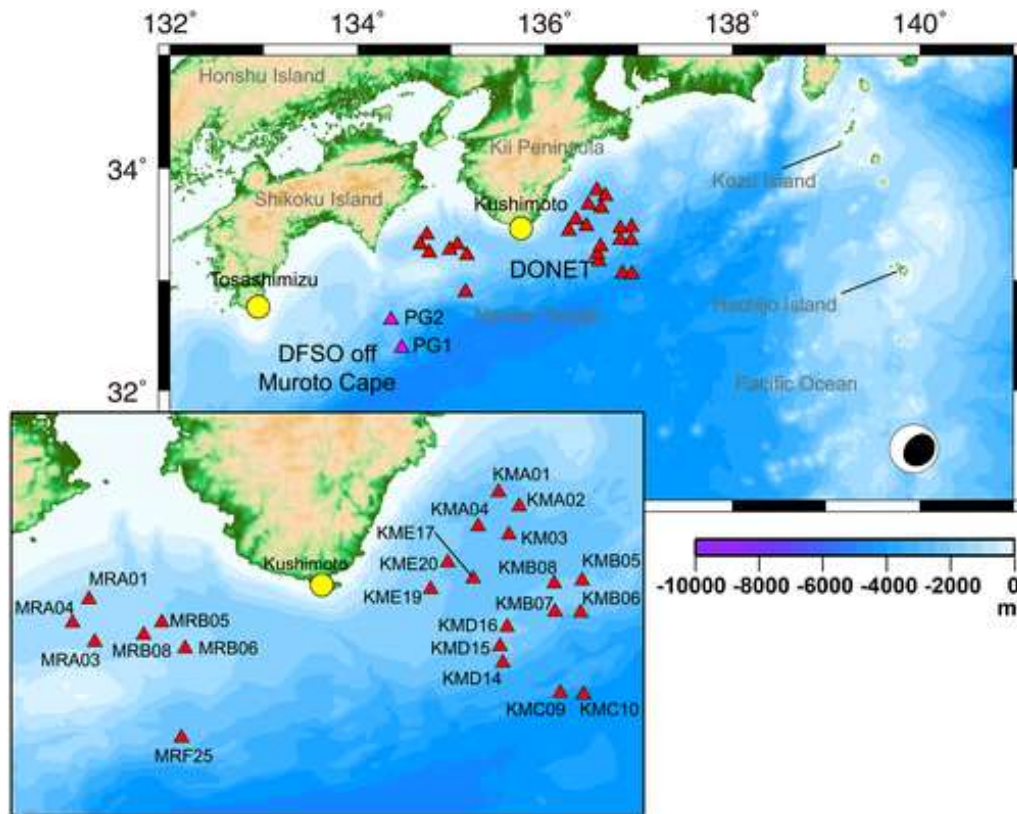 132° 134° 136° 138° 140°
Honshu Island
Kii Peninsula
34°
Kozu Island
Shikoku Island
Kushimoto
DONET
Tosashimizu
Hachijo Island
PG2
DFSO off
PG1
Muroto Cape
Pacific Ocean
32°
KMA01
KMA02
KMA04
KME17
KM03
Kushimoto
KME20
KMB08
KMB05
MRA01
KME19
KMB07
KMB06
MRA04
MRB05
KMD16
MRA03
MRB08
MRB06
KMD15
KMD14
KMC09
KMC10
MRF25
-10000 -8000 -6000 -4000 -2000 0
m